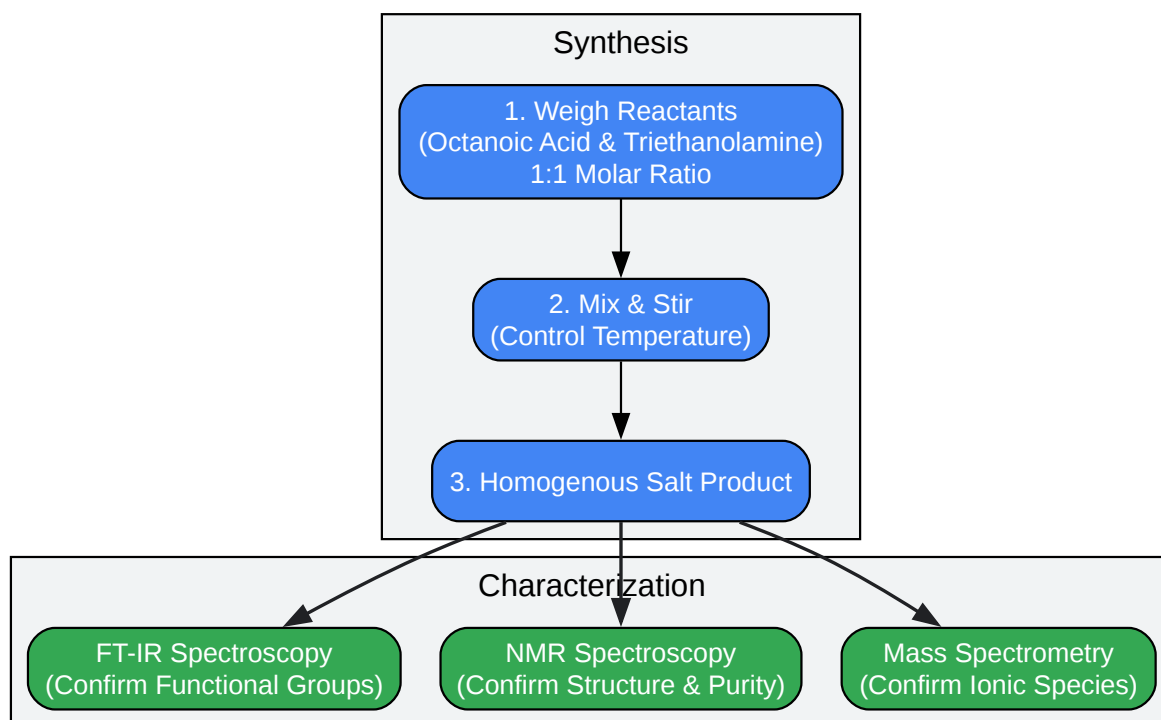 Synthesis
1. Weigh Reactants
(Octanoic Acid & Triethanolamine)
1:1 Molar Ratio
2. Mix & Stir
(Control Temperature)
3. Homogenous Salt Product
Characterization
FT-IR Spectroscopy
(Confirm Functional Groups)
NMR Spectroscopy
(Confirm Structure & Purity)
Mass Spectrometry
(Confirm Ionic Species)